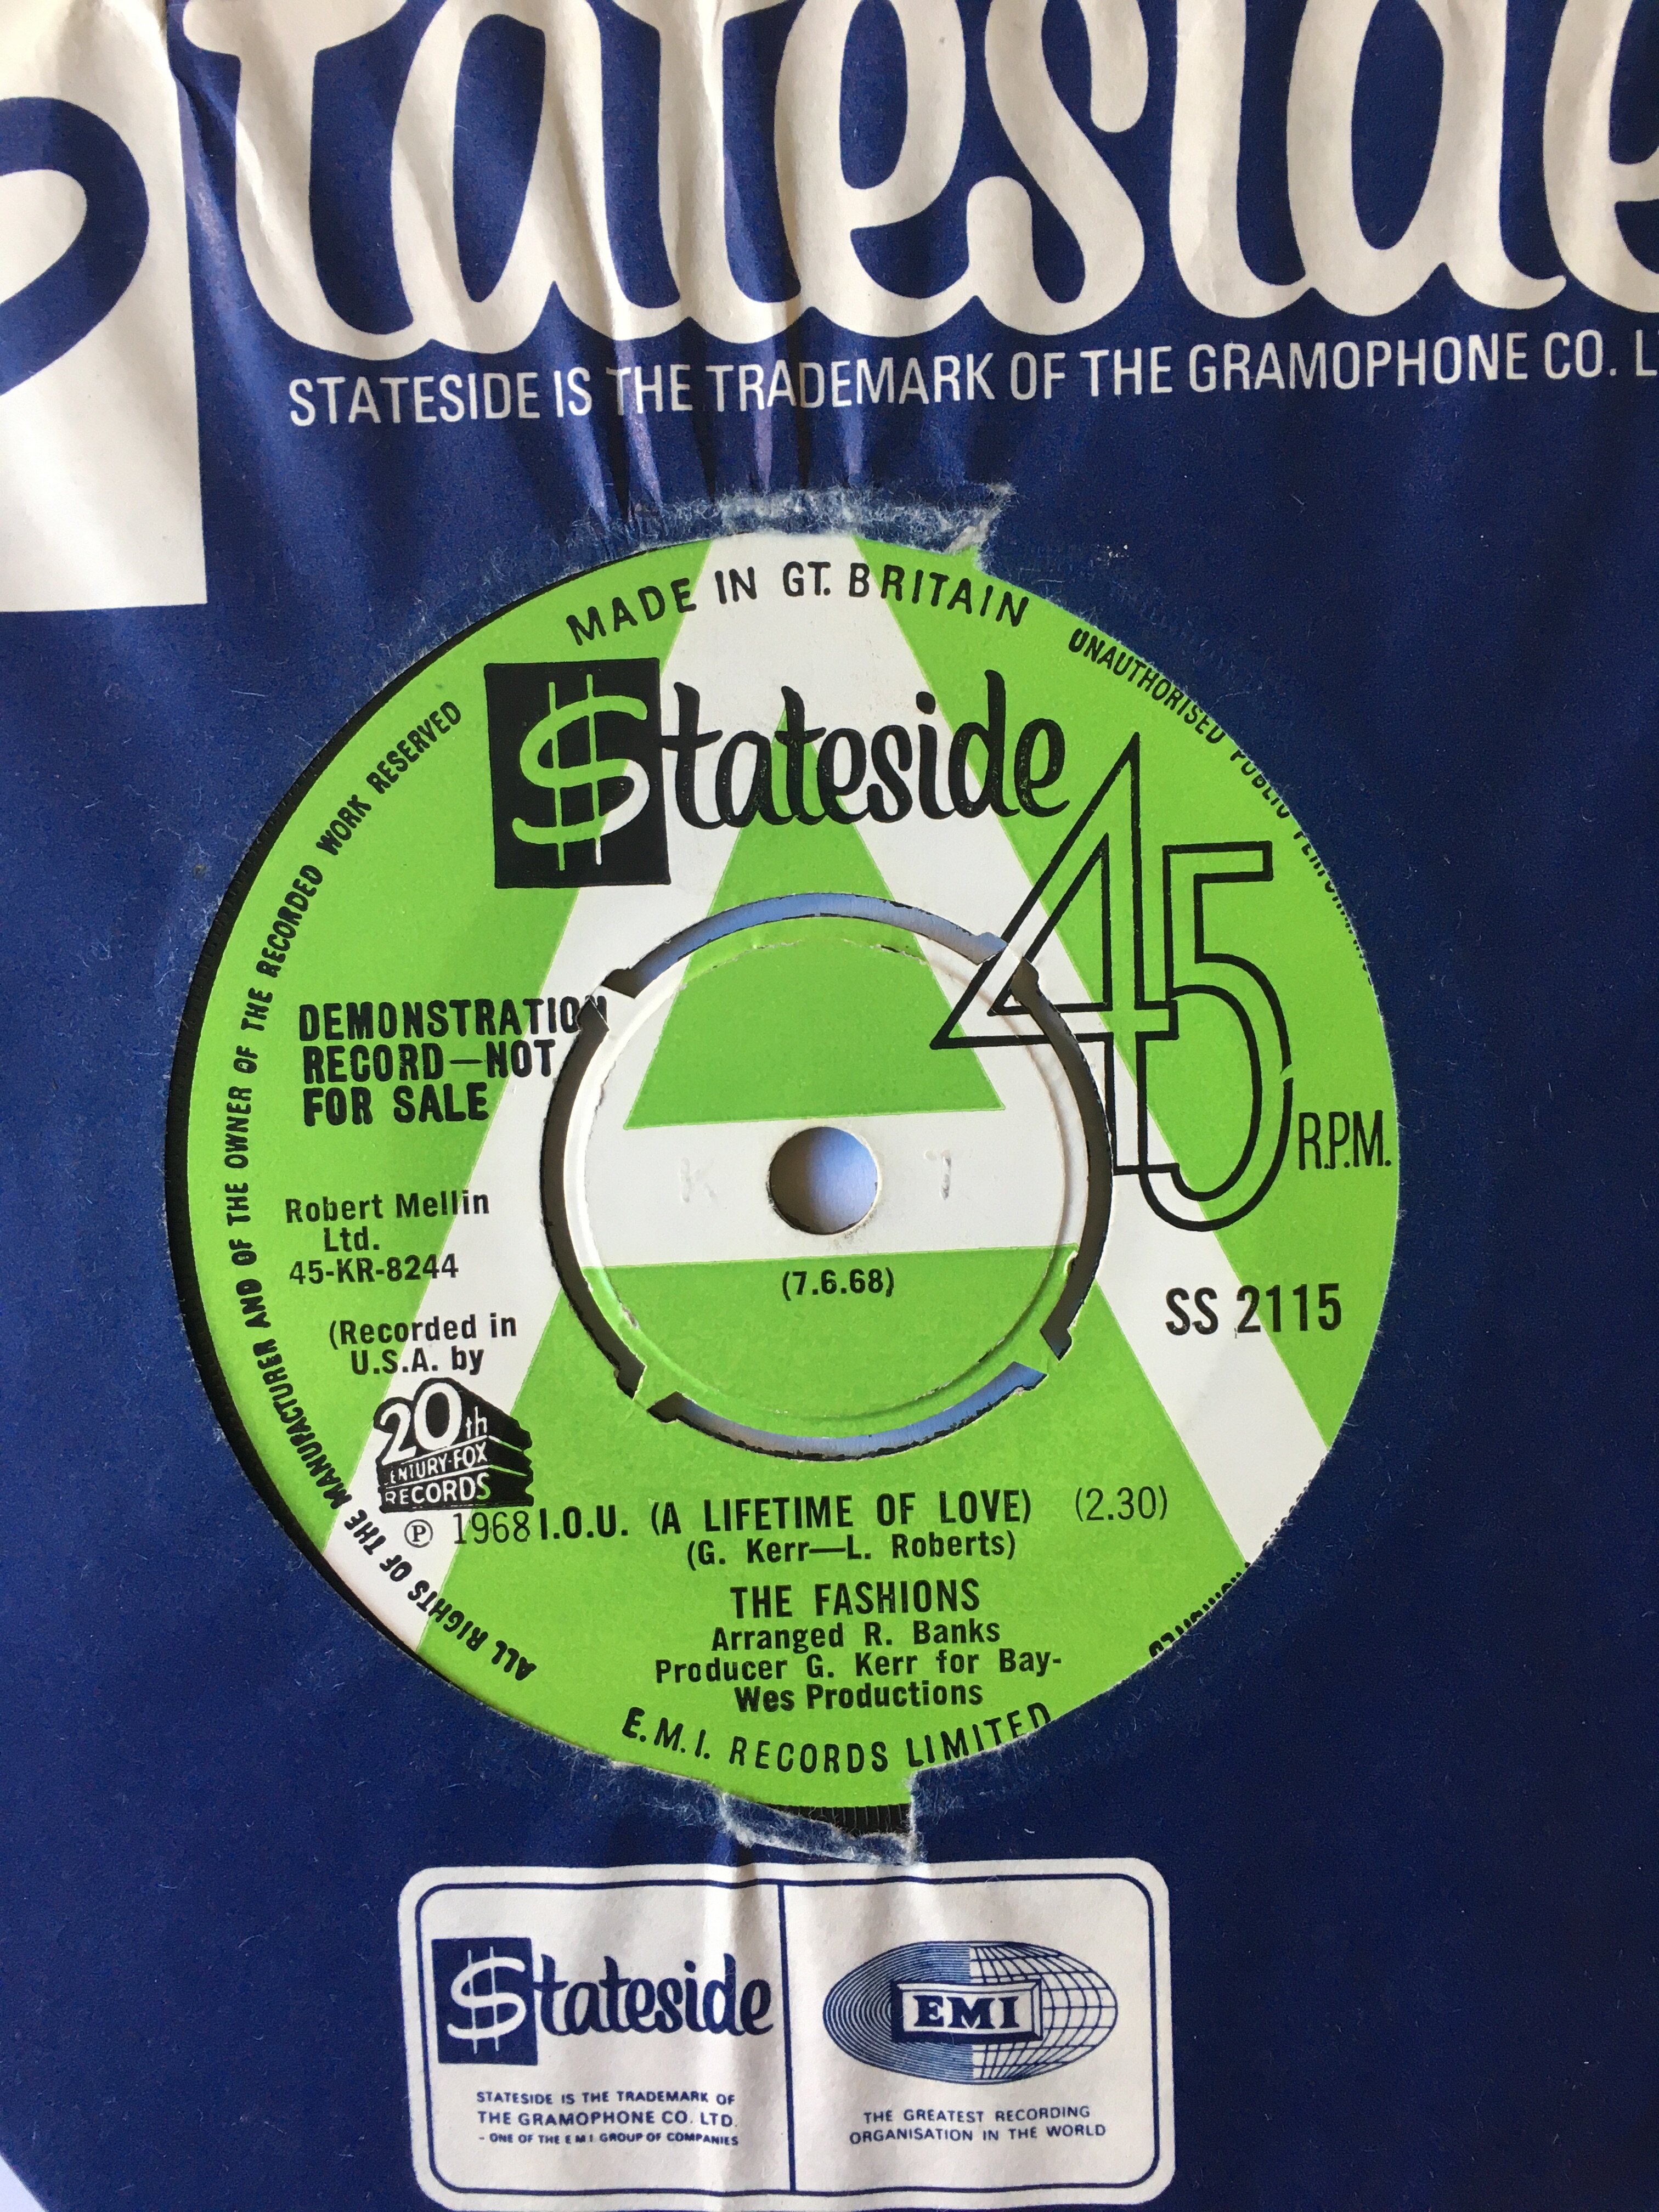 Stateside
STATESIDE IS THE TRADEMARK OF THE GRAMOPHONE CO.
MADE IN GT. BRITAIN
UNAUTHORISED PUBLIC
Stateside
45
R.P.M.
DEMONSTRATION
RECORD—NOT
FOR SALE
K T
Robert Mellin
Ltd.
45-KR-8244
(7.6.68)
SS 2115
(Recorded in
U.S.A. by
20th
CENTURY-FOX
RECORDS
℗ 1968 I.O.U. (A LIFETIME OF LOVE) (2.30)
(G. Kerr—L. Roberts)
THE FASHIONS
Arranged R. Banks
Producer G. Kerr for Bay-
Wes Productions
E.M.I. RECORDS LIMITED
ALL RIGHTS OF THE MANUFACTURER AND OF THE OWNER OF THE RECORDED WORK RESERVED
Stateside
STATESIDE IS THE TRADEMARK OF
THE GRAMOPHONE CO. LTD.
- ONE OF THE E.M.I. GROUP OF COMPANIES
EMI
THE GREATEST RECORDING
ORGANISATION IN THE WORLD